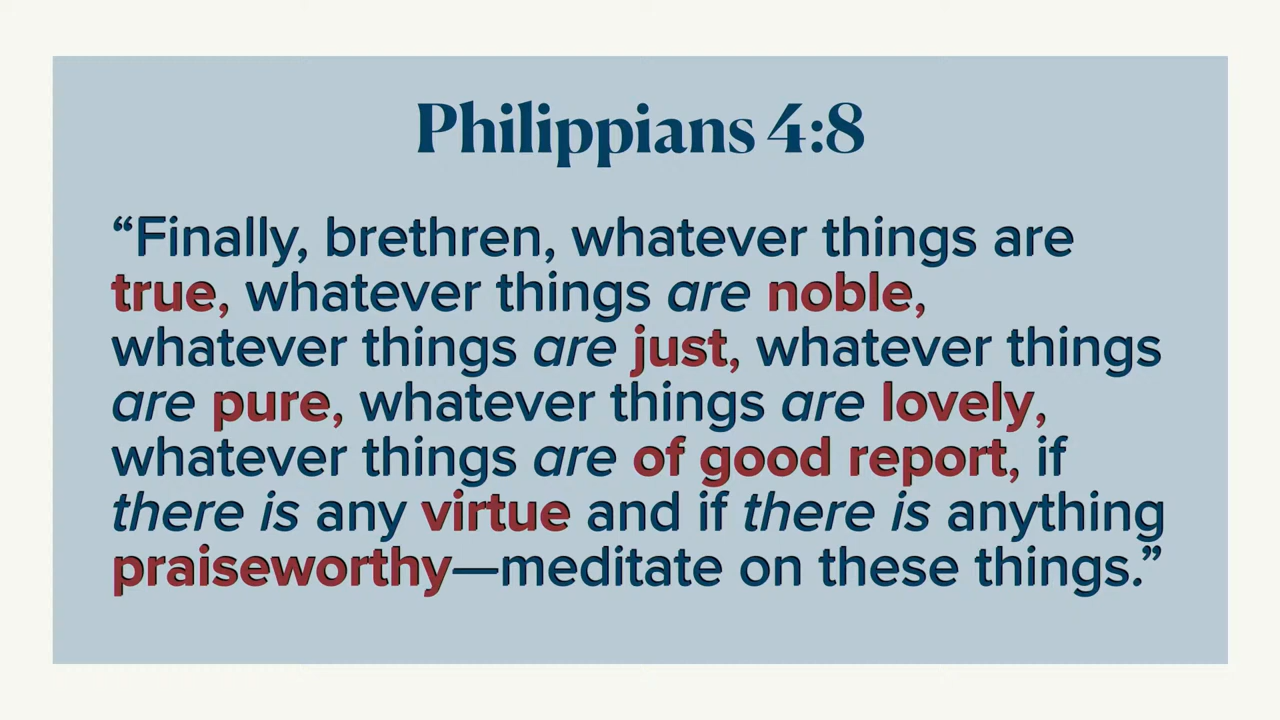 Philippians 4:8
“Finally, brethren, whatever things are
true, whatever things are noble,
whatever things are just, whatever things
are pure, whatever things are lovely,
whatever things are of good report, if
there is any virtue and if there is anything
praiseworthy—meditate on these things.”